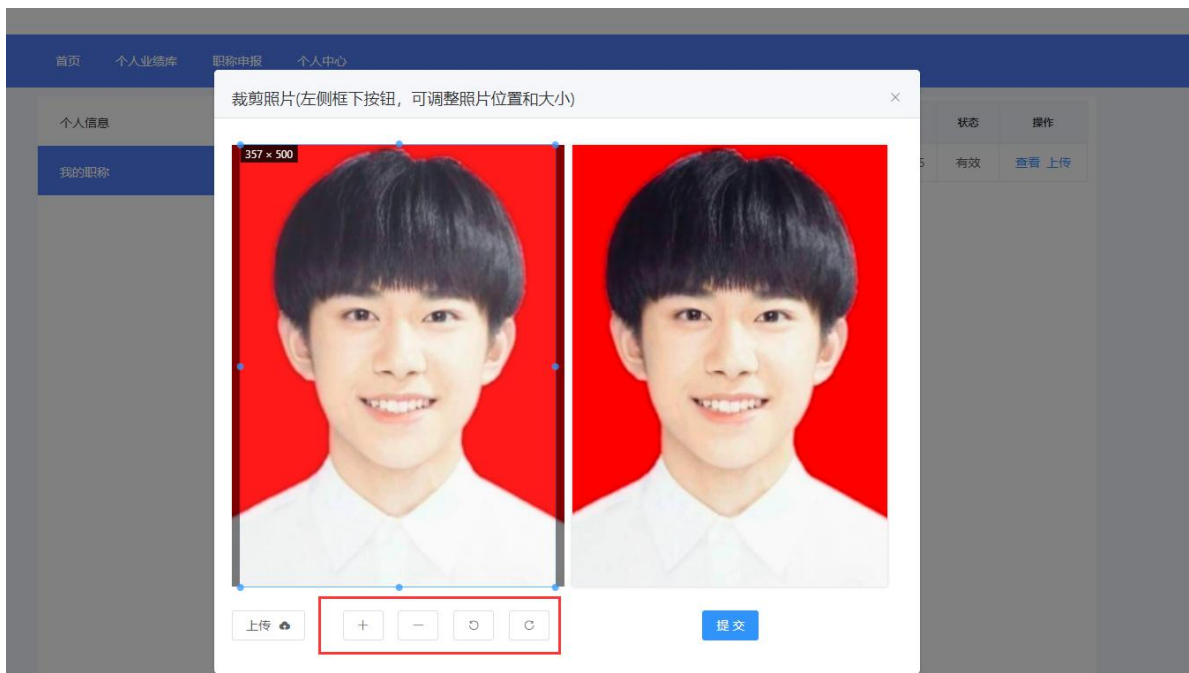 首页 个人业绩库 职称申报 个人中心
裁剪照片(左侧框下按钮，可调整照片位置和大小)
个人信息
状态 操作
357 × 500
5 有效 查看 上传
我的职称
上传
提交